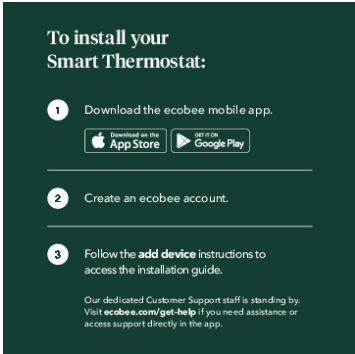 To install your
Smart Thermostat:
1
Download the ecobee mobile app.
Download on the
App Store
GET IT ON
Google Play
2
Create an ecobee account.
3
Follow the add device instructions to
access the installation guide.
Our dedicated Customer Support staff is standing by.
Visit ecobee.com/get-help if you need assistance or
access support directly in the app.